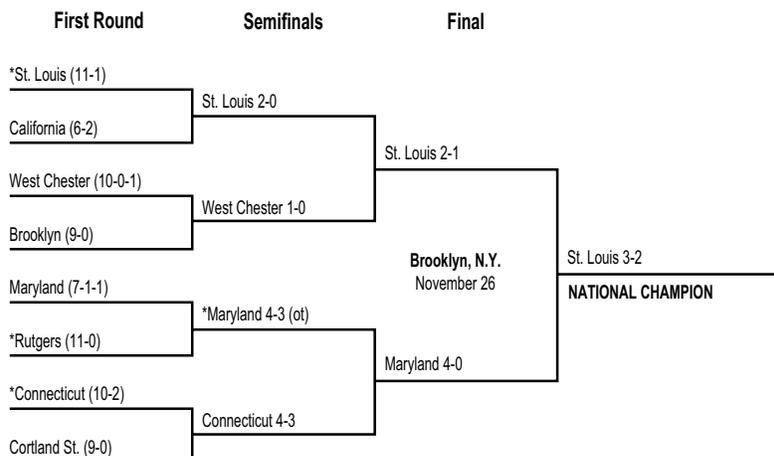 First Round Semifinals Final
*St. Louis (11-1)
St. Louis 2-0
California (6-2)
St. Louis 2-1
West Chester (10-0-1)
West Chester 1-0
Brooklyn (9-0)
Brooklyn, N.Y.
November 26
St. Louis 3-2
NATIONAL CHAMPION
Maryland (7-1-1)
*Maryland 4-3 (ot)
*Rutgers (11-0)
Maryland 4-0
*Connecticut (10-2)
Connecticut 4-3
Cortland St. (9-0)